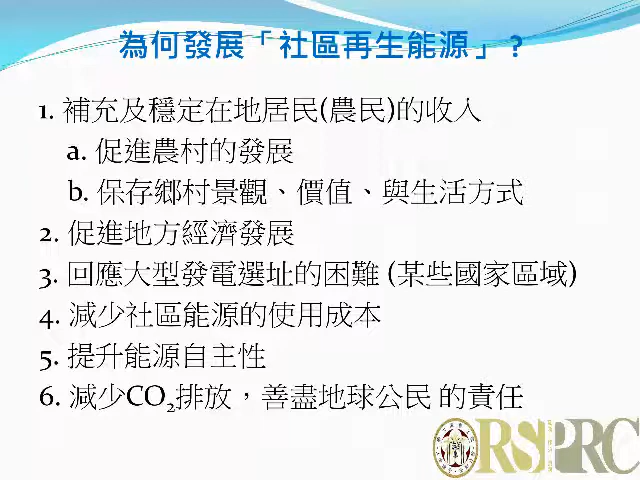 為何發展「社區再生能源」?
1. 補充及穩定在地居民(農民)的收入
a. 促進農村的發展
b. 保存鄉村景觀、價值、與生活方式
2. 促進地方經濟發展
3. 回應大型發電選址的困難 (某些國家區域)
4. 減少社區能源的使用成本
5. 提升能源自主性
6. 減少CO2排放，善盡地球公民 的責任
RSPRC